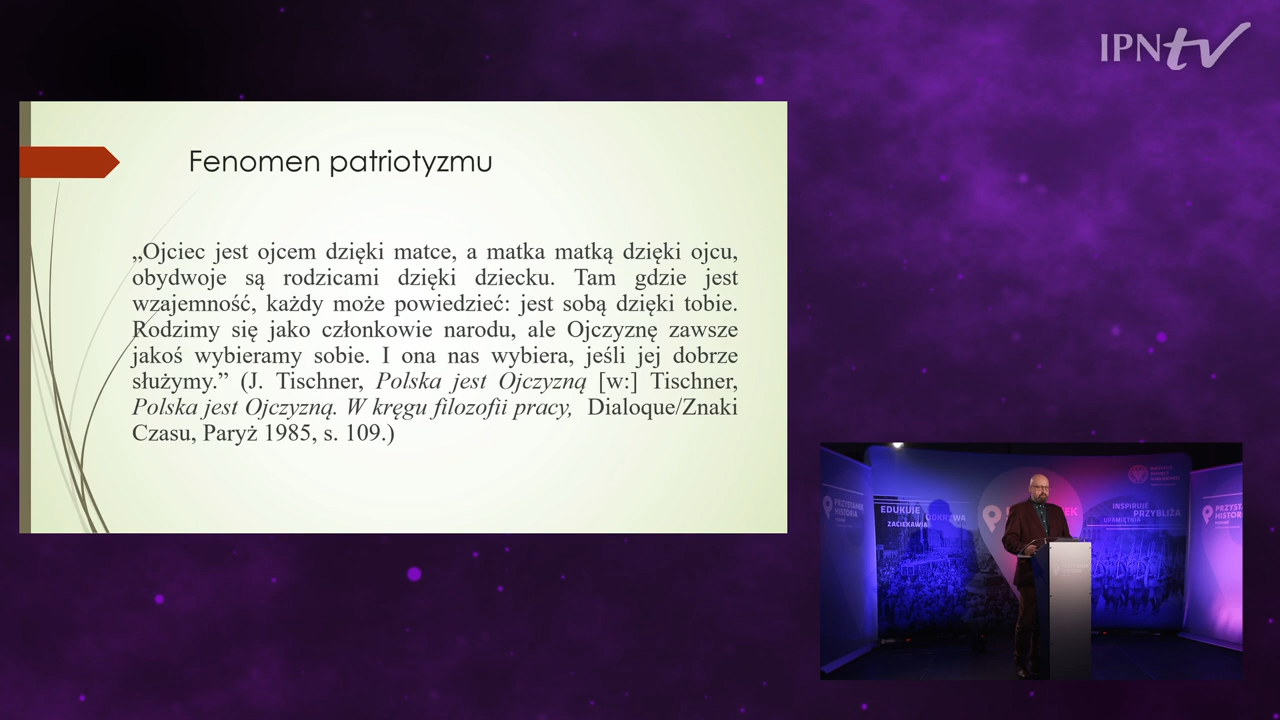 IPNtv
Fenomen patriotyzmu
„Ojciec jest ojcem dzięki matce, a matka matką dzięki ojcu,
obydwoje są rodzicami dzięki dziecku. Tam gdzie jest
wzajemność, każdy może powiedzieć: jest sobą dzięki tobie.
Rodzimy się jako członkowie narodu, ale Ojczyznę zawsze
jakoś wybieramy sobie. I ona nas wybiera, jeśli jej dobrze
służymy.” (J. Tischner, Polska jest Ojczyzną [w:] Tischner,
Polska jest Ojczyzną. W kręgu filozofii pracy, Dialoque/Znaki
Czasu, Paryż 1985, s. 109.)
PRZYSTANEK
HISTORIA
EDUKUJE
ODKRYWA
ZACIEKAWIA
INSPIRUJE
PRZYBLIŻA
UPAMIĘTNIA